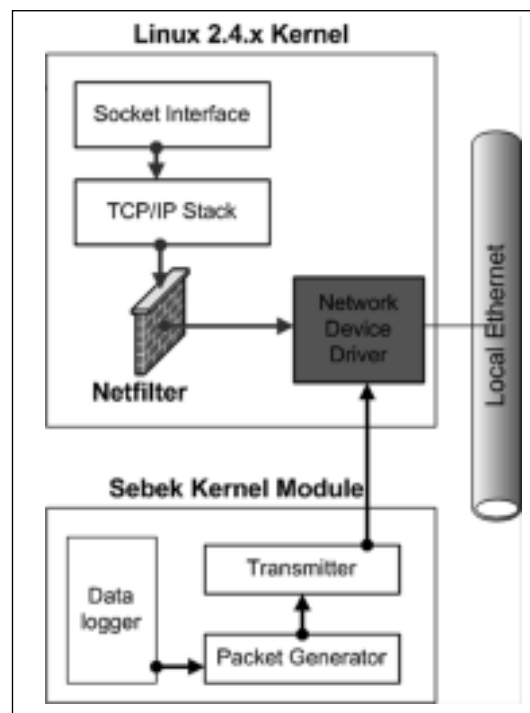 Linux 2.4.x Kernel
Socket Interface
TCP/IP Stack
Netfilter
Network
Device
Driver
Local Ethernet
Sebek Kernel Module
Data
logger
Transmitter
Packet Generator